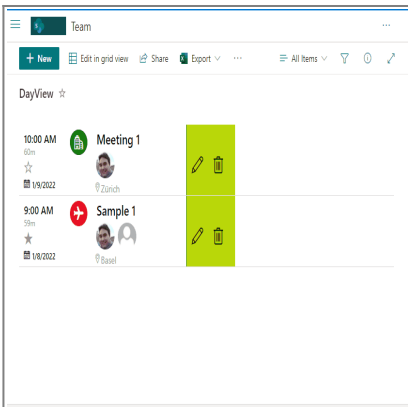 Team
New Edit in grid view Share Export All Items
DayView
10:00 AM Meeting 1
60m
1/9/2022 Zürich
9:00 AM Sample 1
59m
1/8/2022 Basel